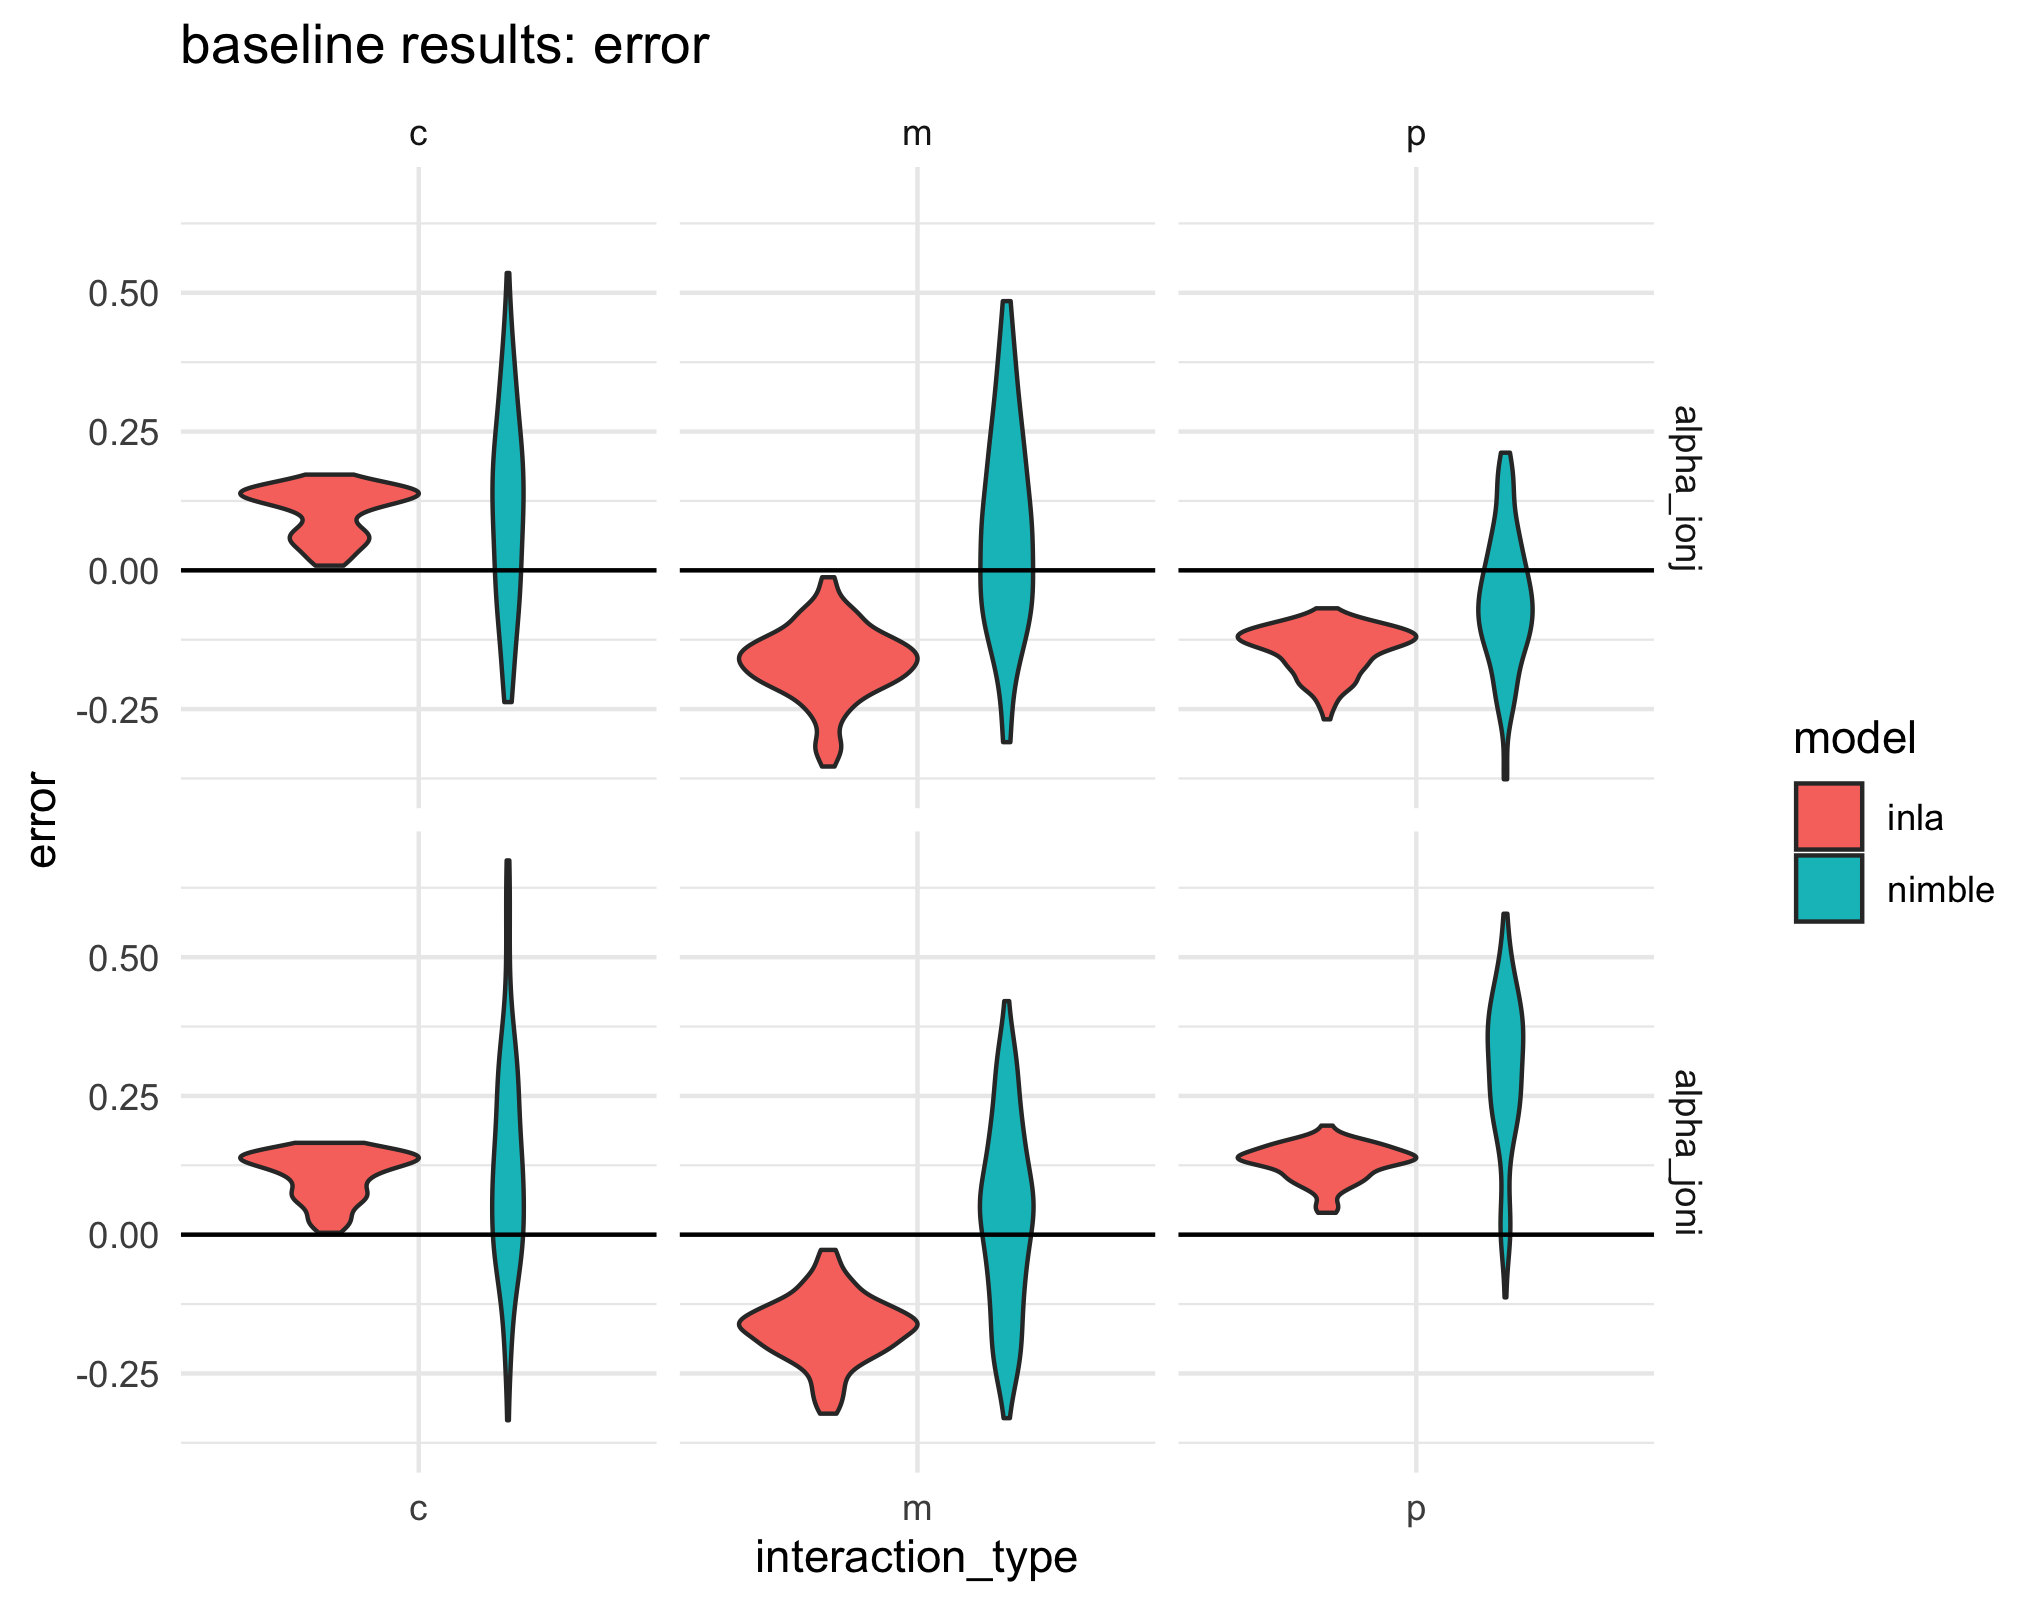 baseline results: error
c
m
p
0.50
0.25
0.00
-0.25
alpha_ionj
error
0.50
0.25
0.00
-0.25
alpha_joni
c
m
p
interaction_type
model
inla
nimble